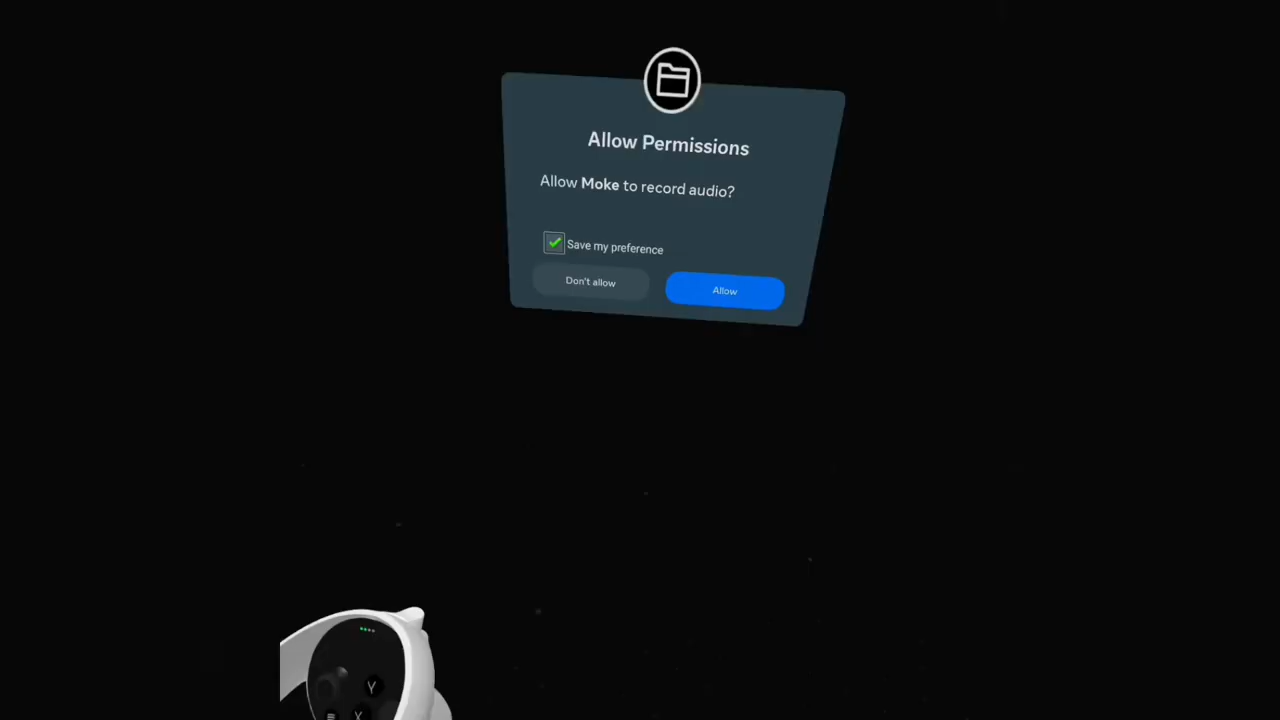 Allow Permissions
Allow Moke to record audio?
Save my preference
Don't allow
Allow
Y
X